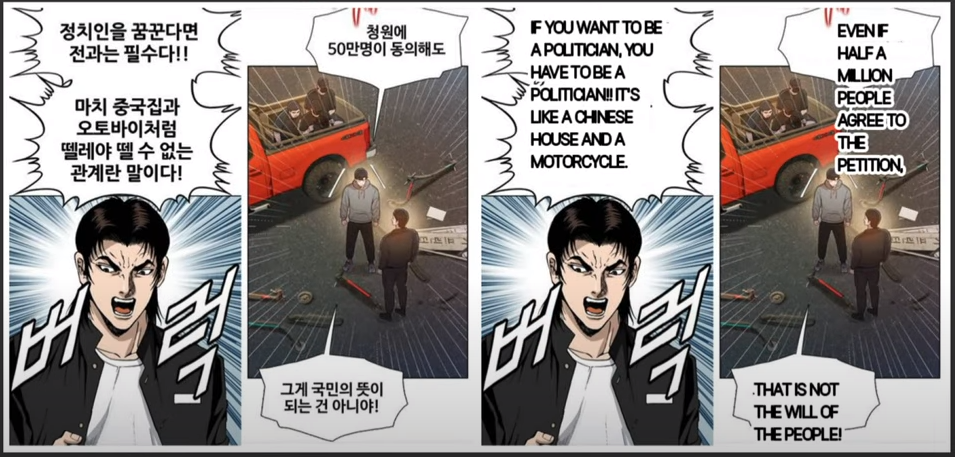 정치인을 꿈꾼다면
전과는 필수다!!
마치 중국집과
오토바이처럼
뗄레야 뗄 수 없는
관계란 말이다!
버럭
청원에
50만명이 동의해도
그게 국민의 뜻이
되는 건 아니야!
IF YOU WANT TO BE
A POLITICIAN, YOU
HAVE TO BE A
POLITICIAN!! IT'S
LIKE A CHINESE
HOUSE AND A
MOTORCYCLE.
버럭
EVEN IF
HALF A
MILLION
PEOPLE
AGREE TO
THE
PETITION,
THAT IS NOT
THE WILL OF
THE PEOPLE!